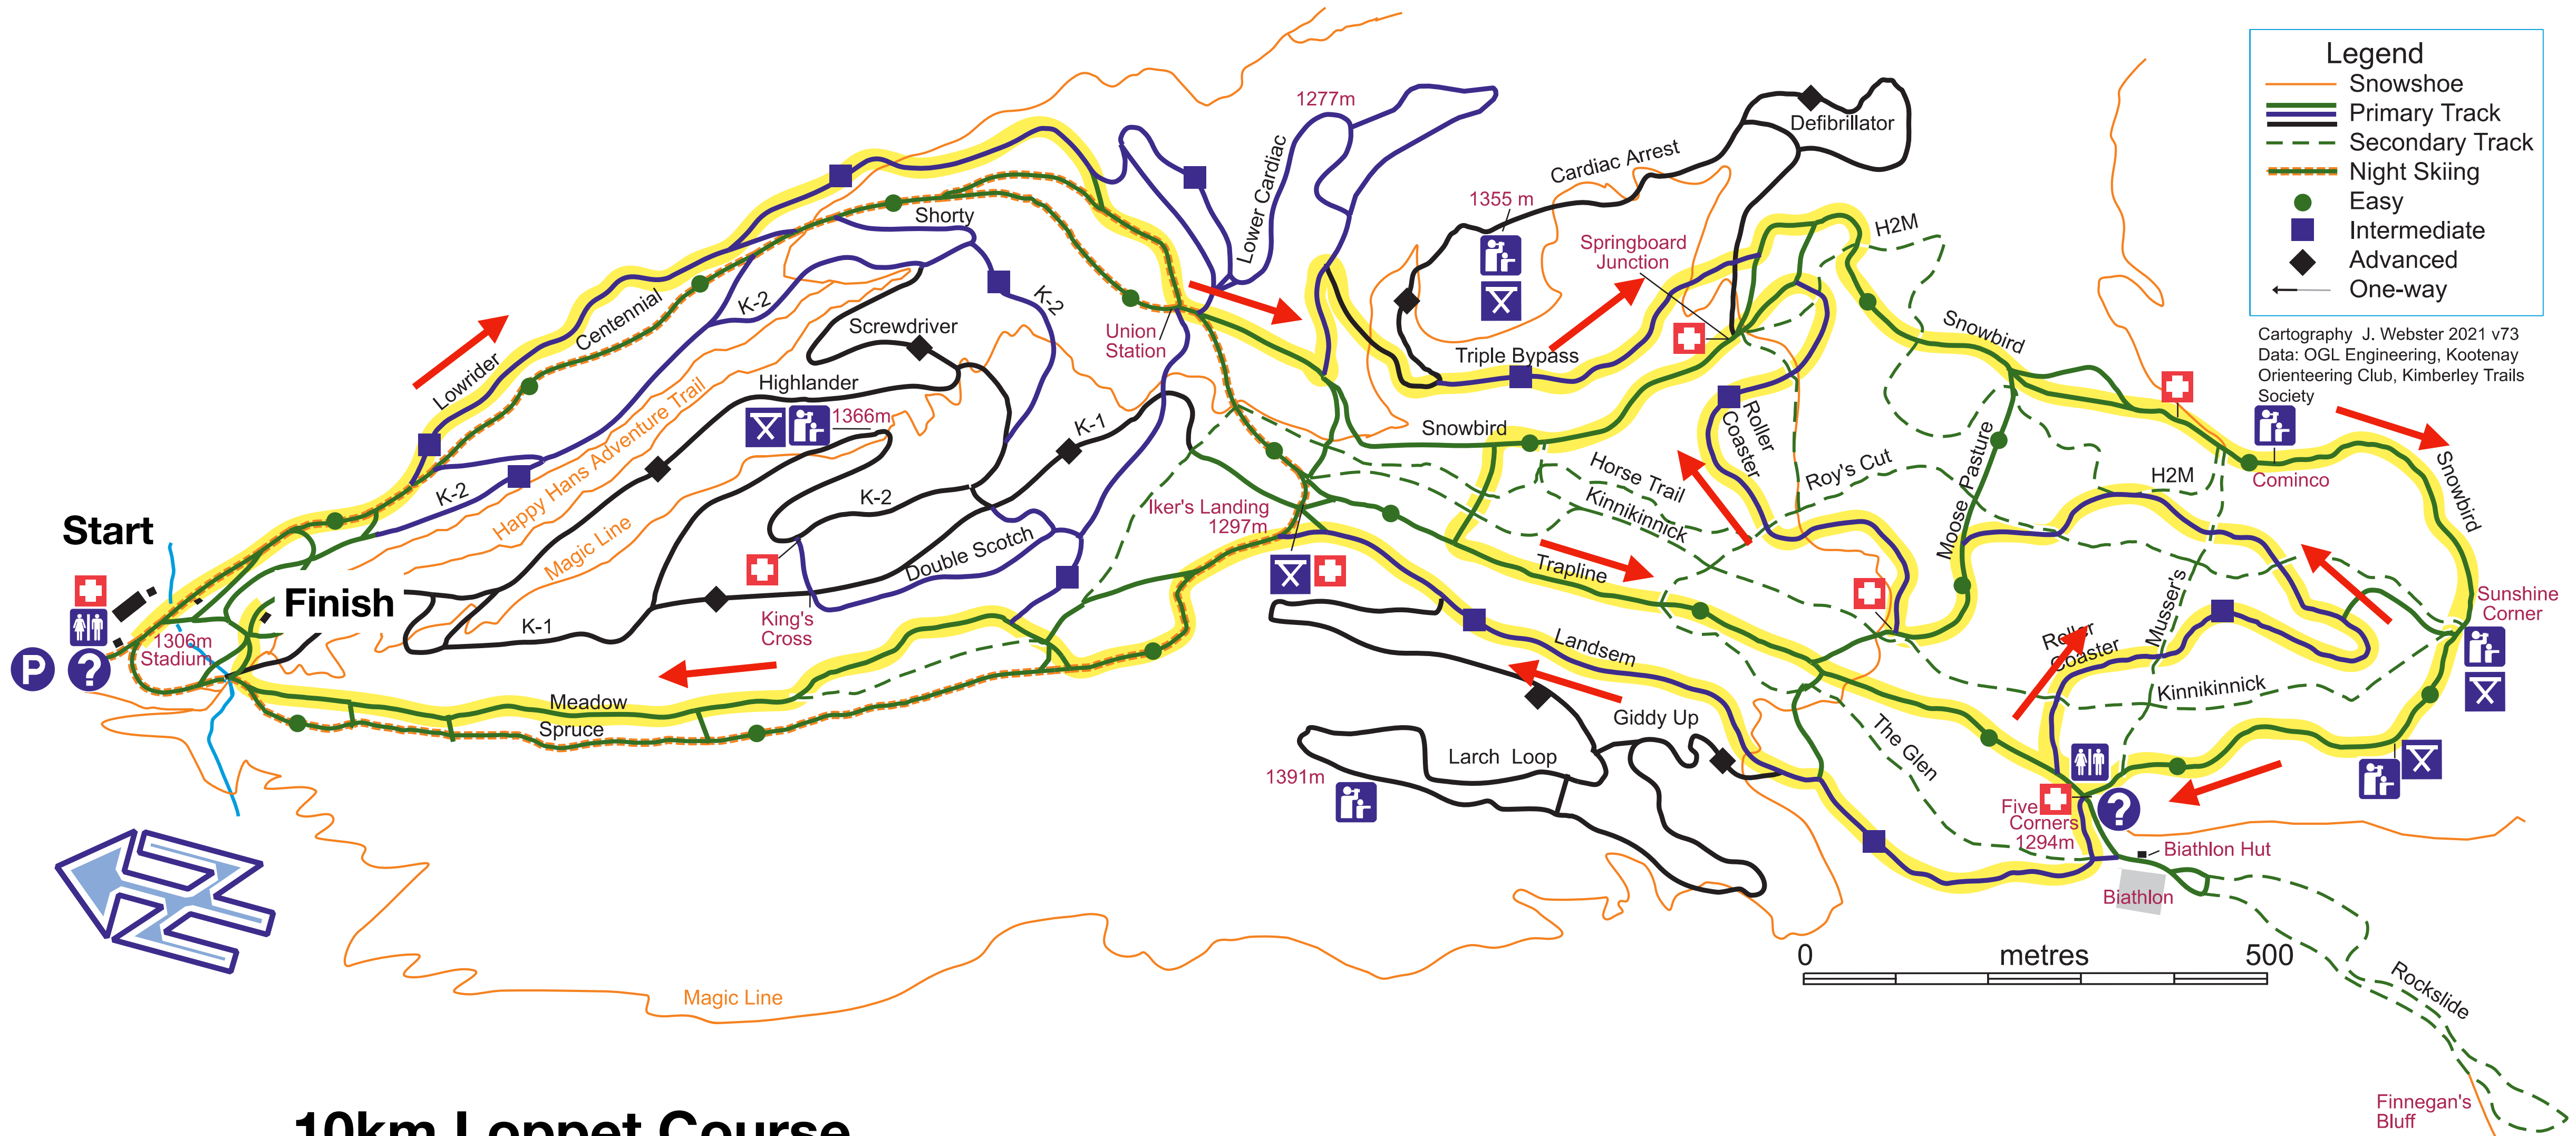 Legend
Snowshoe
Primary Track
Secondary Track
Night Skiing
Easy
Intermediate
Advanced
One-way
Cartography  J. Webster 2021 v73
Data: OGL Engineering, Kootenay
Orienteering Club, Kimberley Trails
Society
1277m
Lower Cardiac
Defibrillator
Cardiac Arrest
1355 m
Springboard
Junction
H2M
Shorty
K-2
K-2
Centennial
Lowrider
Screwdriver
Union
Station
Triple Bypass
Snowbird
Highlander
1366m
K-1
Snowbird
Roller
Coaster
Cominco
Snowbird
Happy Hans Adventure Trail
K-2
K-2
Magic Line
Iker's Landing
1297m
Horse Trail
Kinnikinnick
Roy's Cut
Moose Pasture
H2M
Start
Finish
Double Scotch
Trapline
Musser's
Sunshine
Corner
King's
Cross
K-1
1306m
Stadium
P
?
Landsem
Roller
Coaster
Kinnikinnick
Meadow
Spruce
Giddy Up
Larch Loop
1391m
The Glen
Five
Corners
1294m
?
Biathlon Hut
Biathlon
0 metres 500
Magic Line
Rockslide
Finnegan's
Bluff
10km Loppet Course